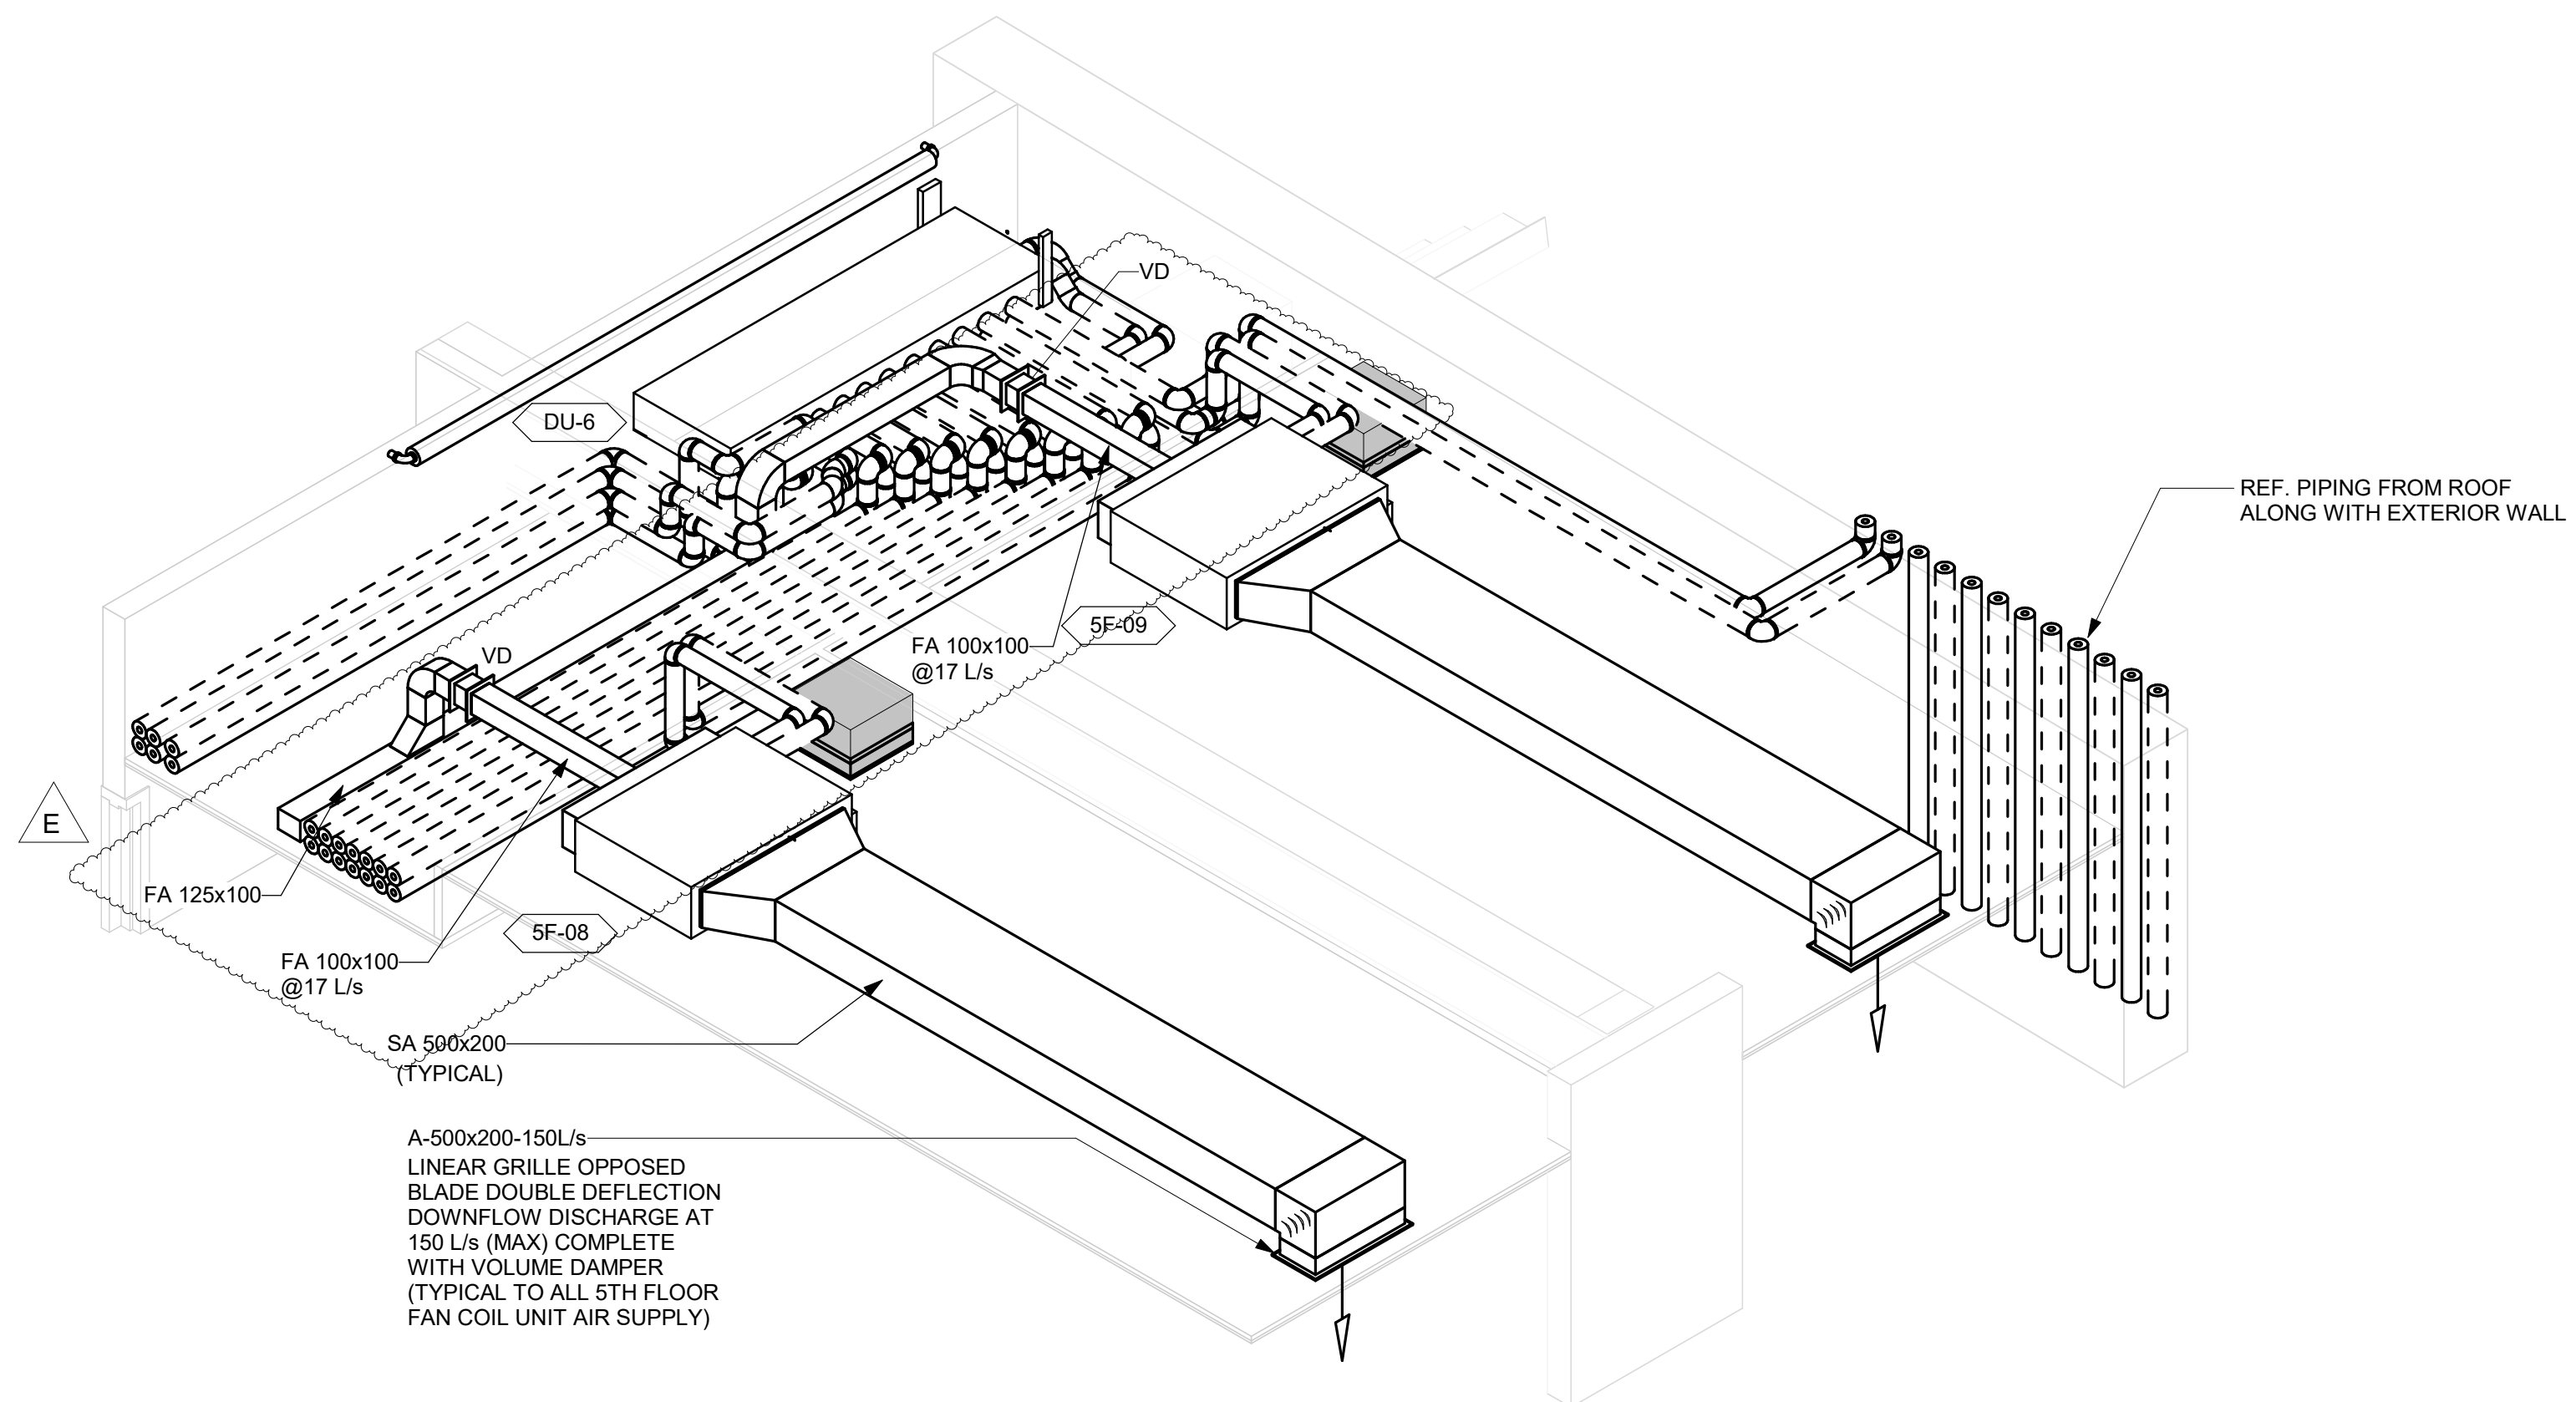 VD
DU-6
REF. PIPING FROM ROOF
ALONG WITH EXTERIOR WALL
5F-09
FA 100x100
@17 L/s
VD
E
FA 125x100
5F-08
FA 100x100
@17 L/s
SA 500x200
(TYPICAL)
A-500x200-150L/s
LINEAR GRILLE OPPOSED
BLADE DOUBLE DEFLECTION
DOWNFLOW DISCHARGE AT
150 L/s (MAX) COMPLETE
WITH VOLUME DAMPER
(TYPICAL TO ALL 5TH FLOOR
FAN COIL UNIT AIR SUPPLY)